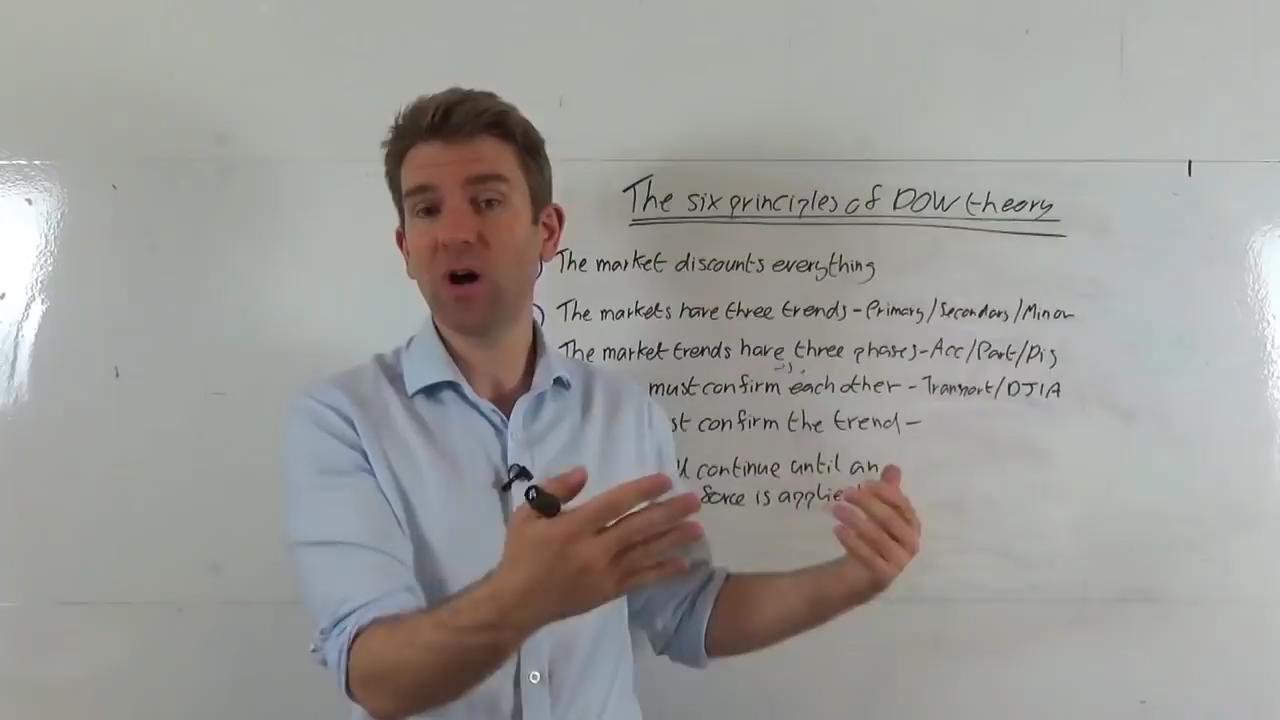 The six principles of DOW theory
The market discounts everything
The markets have three trends - Primary/Secondary/Minor
The market trends have three phases - Acc/Part/Dis
must confirm each other - Transport/DJIA
st confirm the trend -
continue until an
force is applie